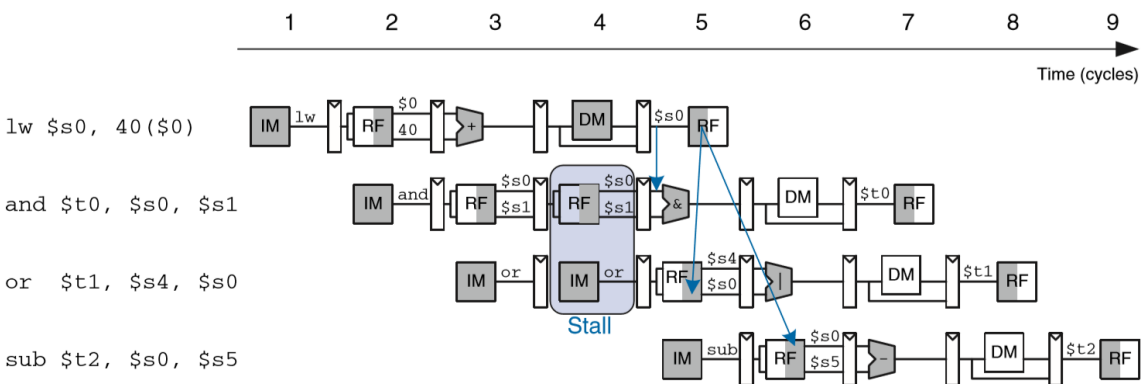 1 2 3 4 5 6 7 8 9
Time (cycles)
lw $s0, 40($0)
IM lw RF $0 40 + DM $s0 RF
and $t0, $s0, $s1
IM and RF $s0 $s1 RF $s0 $s1 & DM $t0 RF
or $t1, $s4, $s0
IM or IM or RF $s4 $s0 | DM $t1 RF
Stall
sub $t2, $s0, $s5
IM sub RF $s0 $s5 - DM $t2 RF